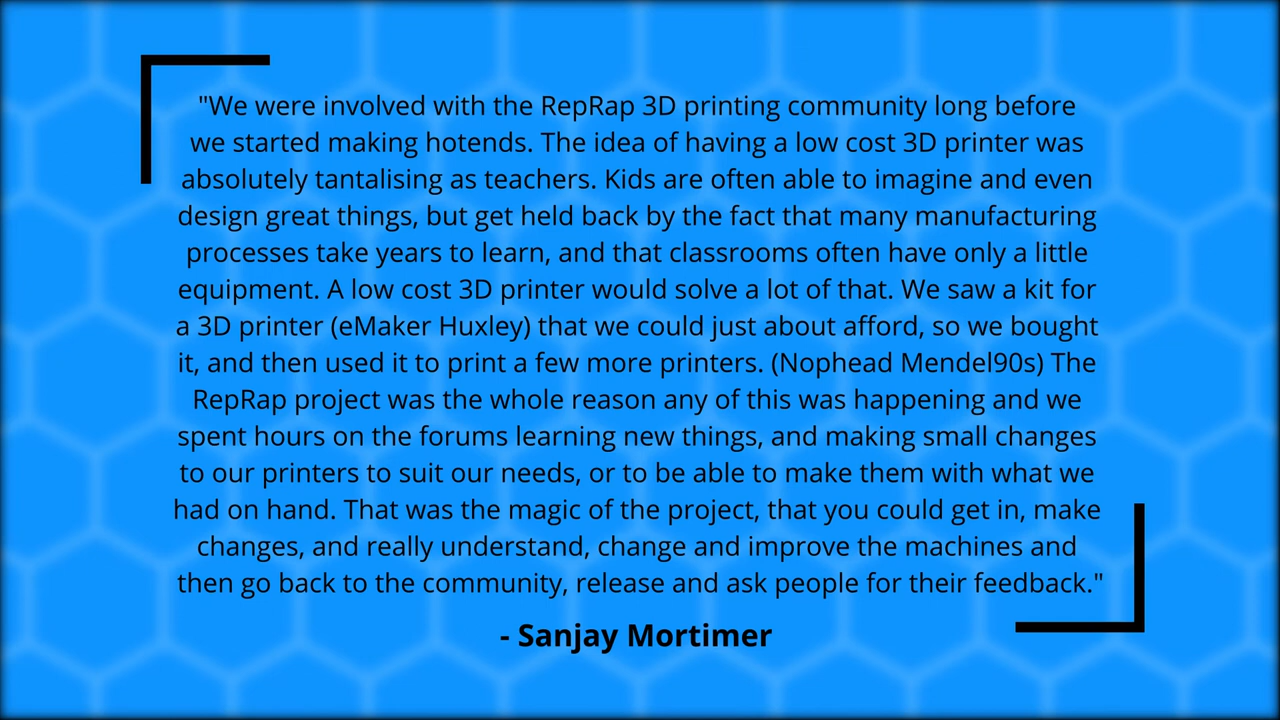 "We were involved with the RepRap 3D printing community long before
we started making hotends. The idea of having a low cost 3D printer was
absolutely tantalising as teachers. Kids are often able to imagine and even
design great things, but get held back by the fact that many manufacturing
processes take years to learn, and that classrooms often have only a little
equipment. A low cost 3D printer would solve a lot of that. We saw a kit for
a 3D printer (eMaker Huxley) that we could just about afford, so we bought
it, and then used it to print a few more printers. (Nophead Mendel90s) The
RepRap project was the whole reason any of this was happening and we
spent hours on the forums learning new things, and making small changes
to our printers to suit our needs, or to be able to make them with what we
had on hand. That was the magic of the project, that you could get in, make
changes, and really understand, change and improve the machines and
then go back to the community, release and ask people for their feedback."
- Sanjay Mortimer